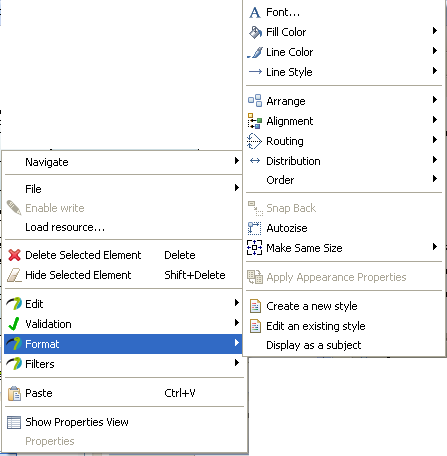 Font...
Fill Color
Line Color
Line Style
Arrange
Alignment
Routing
Distribution
Order
Snap Back
Autozise
Make Same Size
Apply Appearance Properties
Create a new style
Edit an existing style
Display as a subject
Navigate
File
Enable write
Load resource...
Delete Selected Element Delete
Hide Selected Element Shift+Delete
Edit
Validation
Format
Filters
Paste Ctrl+V
Show Properties View
Properties